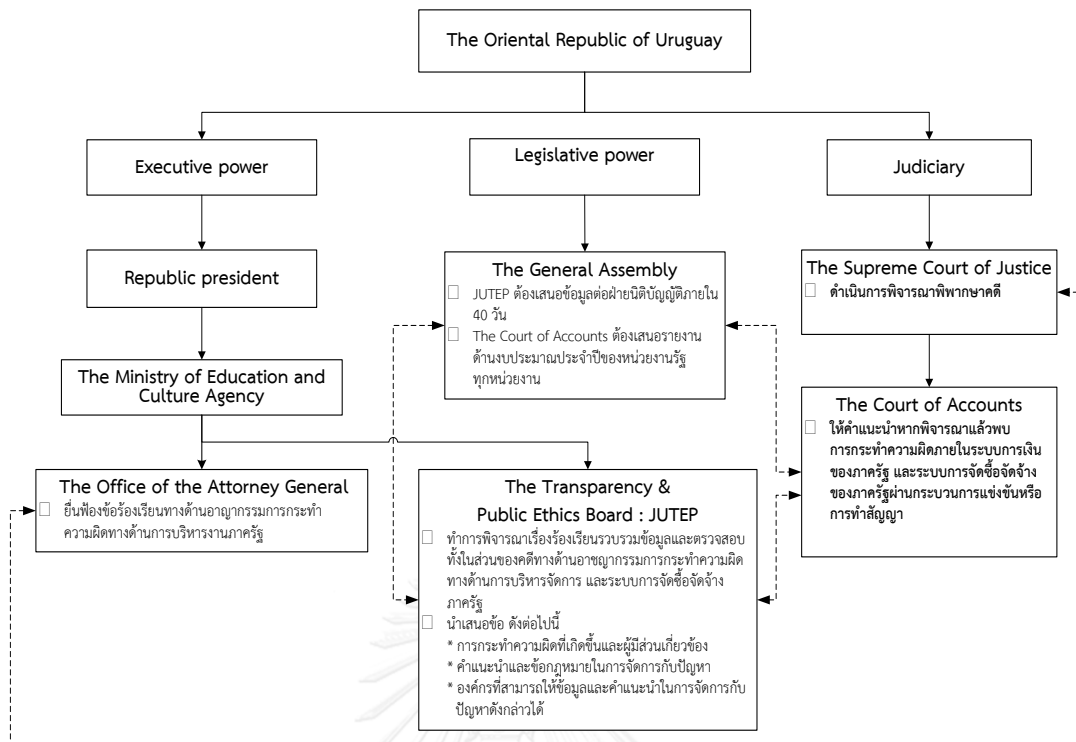 The Oriental Republic of Uruguay
Executive power
Legislative power
Judiciary
Republic president
The General Assembly
JUTEP ต้องเสนอข้อมูลต่อฝ่ายนิติบัญญัติภายใน
40 วัน
The Court of Accounts ต้องเสนอรายงาน
ด้านงบประมาณประจำปีของหน่วยงานรัฐ
ทุกหน่วยงาน
The Supreme Court of Justice
ดำเนินการพิจารณาพิพากษาคดี
The Ministry of Education and
Culture Agency
The Court of Accounts
ให้คำแนะนำหากพิจารณาแล้วพบ
การกระทำความผิดภายในระบบการเงิน
ของภาครัฐ และระบบการจัดซื้อจัดจ้าง
ของภาครัฐผ่านกระบวนการแข่งขันหรือ
การทำสัญญา
The Office of the Attorney General
ยื่นฟ้องข้อร้องเรียนทางด้านอาญากรรมการกระทำ
ความผิดทางด้านการบริหารงานภาครัฐ
The Transparency &
Public Ethics Board : JUTEP
ทำการพิจารณาเรื่องร้องเรียนรวบรวมข้อมูลและตรวจสอบ
ทั้งในส่วนของคดีทางด้านอาชญากรรมการกระทำความผิด
ทางด้านการบริหารจัดการ และระบบการจัดซื้อจัดจ้าง
ภาครัฐ
นำเสนอข้อ ดังต่อไปนี้
* การกระทำความผิดที่เกิดขึ้นและผู้มีส่วนเกี่ยวข้อง
* คำแนะนำและข้อกฎหมายในการจัดการกับปัญหา
* องค์กรที่สามารถให้ข้อมูลและคำแนะนำในการจัดการกับ
ปัญหาดังกล่าวได้